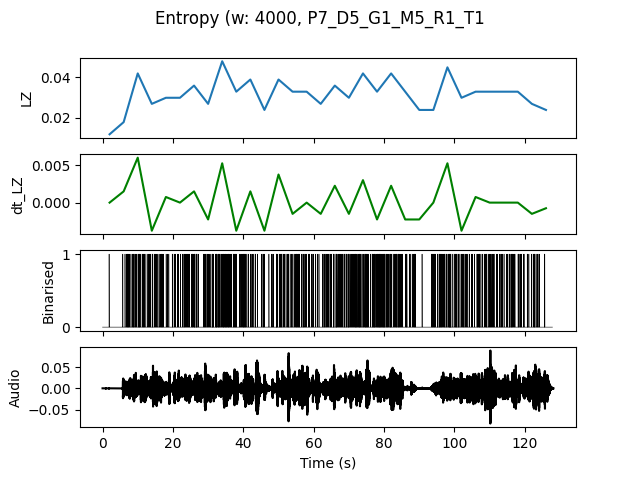 Entropy (w: 4000, P7_D5_G1_M5_R1_T1
0.04
0.02
LZ
0.005
0.000
dt_LZ
1
0
Binarised
0.05
0.00
−0.05
Audio
0 20 40 60 80 100 120
Time (s)